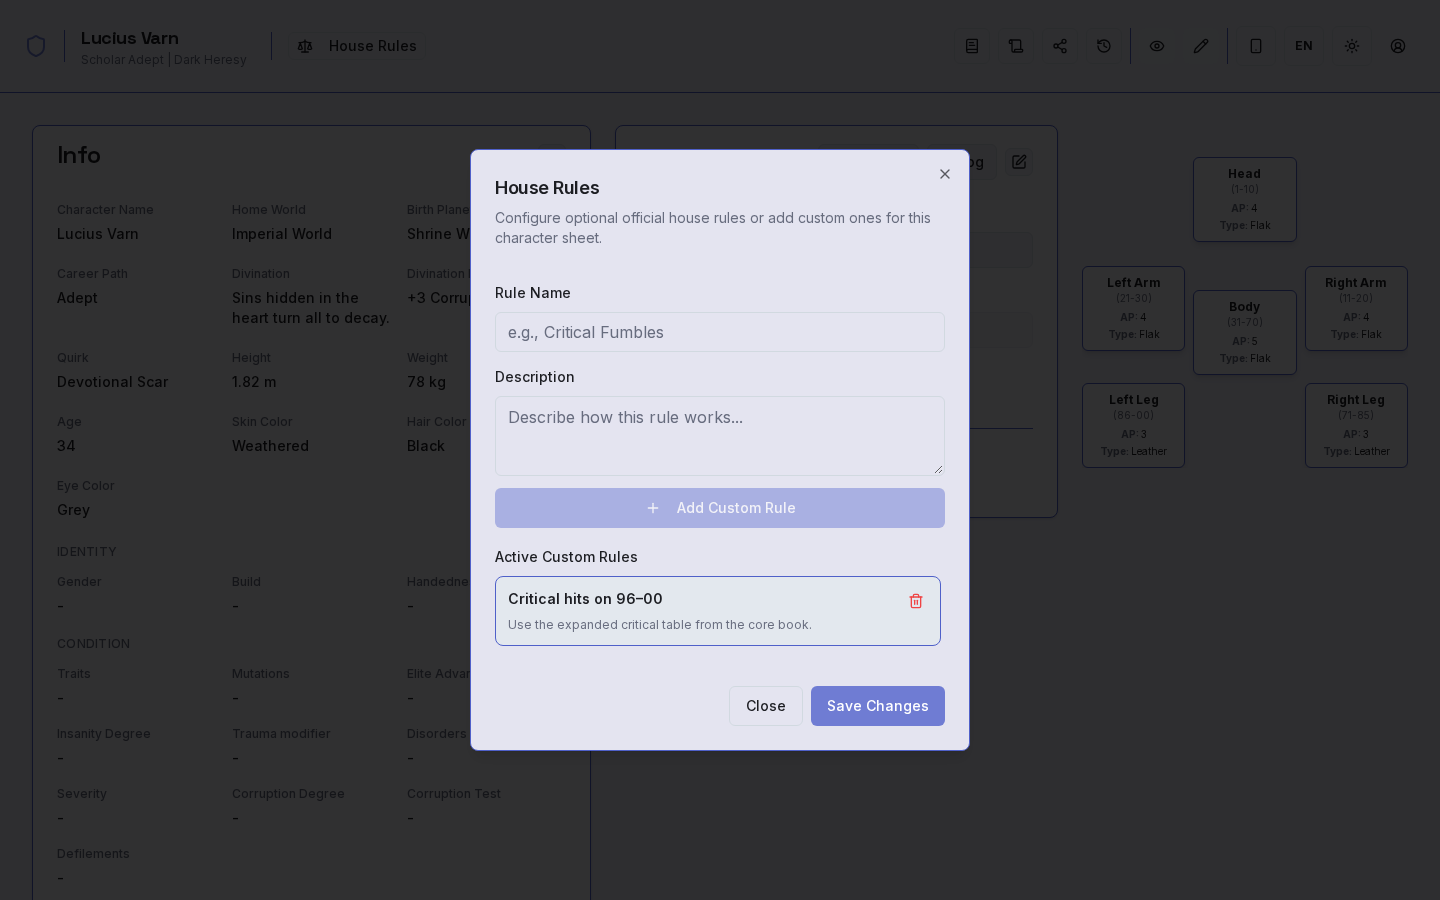 Lucius Varn
Scholar Adept | Dark Heresy
House Rules
EN
Info
Character Name
Lucius Varn
Home World
Imperial World
Birth Plane
Shrine W
Career Path
Adept
Divination
Sins hidden in the
heart turn all to decay.
Divination
+3 Corrup
Quirk
Devotional Scar
Height
1.82 m
Weight
78 kg
Age
34
Skin Color
Weathered
Hair Color
Black
Eye Color
Grey
IDENTITY
Gender
-
Build
-
Handedne
-
CONDITION
Traits
-
Mutations
-
Elite Advan
-
Insanity Degree
-
Trauma modifier
-
Disorders
-
Severity
-
Corruption Degree
-
Corruption Test
-
Defilements
-
House Rules
Configure optional official house rules or add custom ones for this
character sheet.
Rule Name
e.g., Critical Fumbles
Description
Describe how this rule works...
Add Custom Rule
Active Custom Rules
Critical hits on 96–00
Use the expanded critical table from the core book.
Close
Save Changes
og
Head
(1-10)
AP: 4
Type: Flak
Left Arm
(21-30)
AP: 4
Type: Flak
Body
(31-70)
AP: 5
Type: Flak
Right Arm
(11-20)
AP: 4
Type: Flak
Left Leg
(86-00)
AP: 3
Type: Leather
Right Leg
(71-85)
AP: 3
Type: Leather